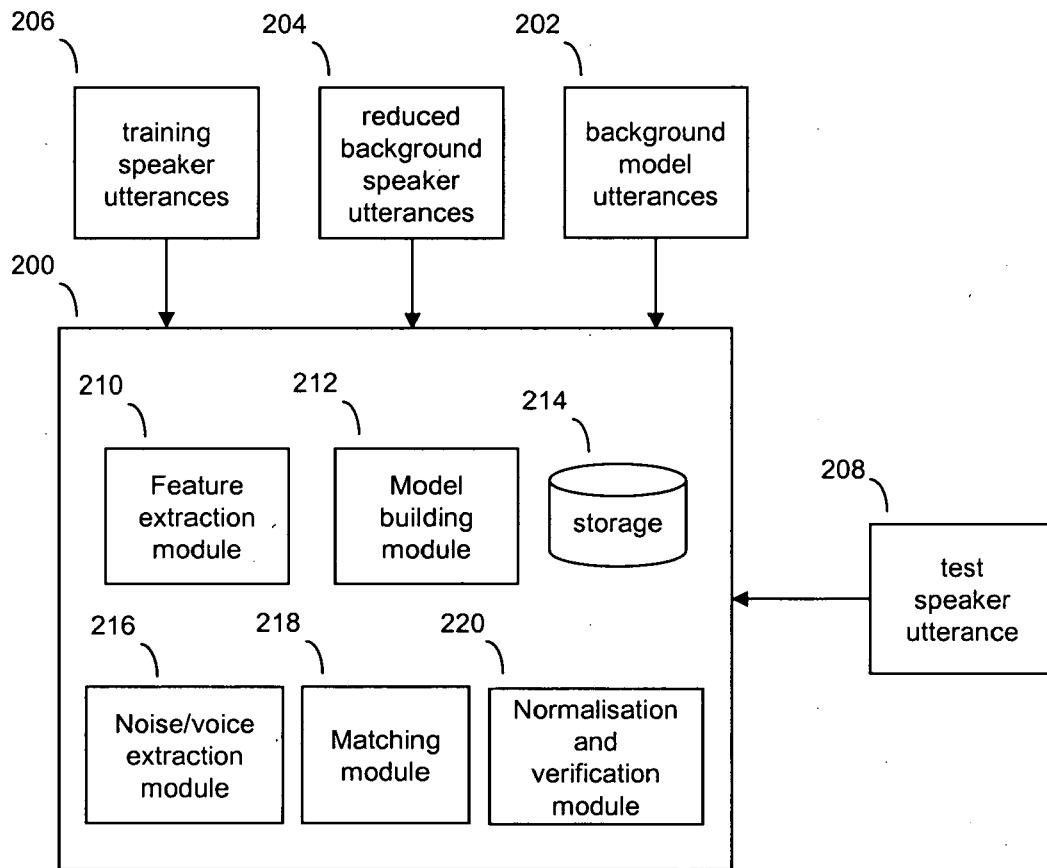 206
204
202
training
speaker
utterances
reduced
background
speaker
utterances
background
model
utterances
200
210
212
214
Feature
extraction
module
Model
building
module
storage
208
test
speaker
utterance
216
218
220
Noise/voice
extraction
module
Matching
module
Normalisation
and
verification
module